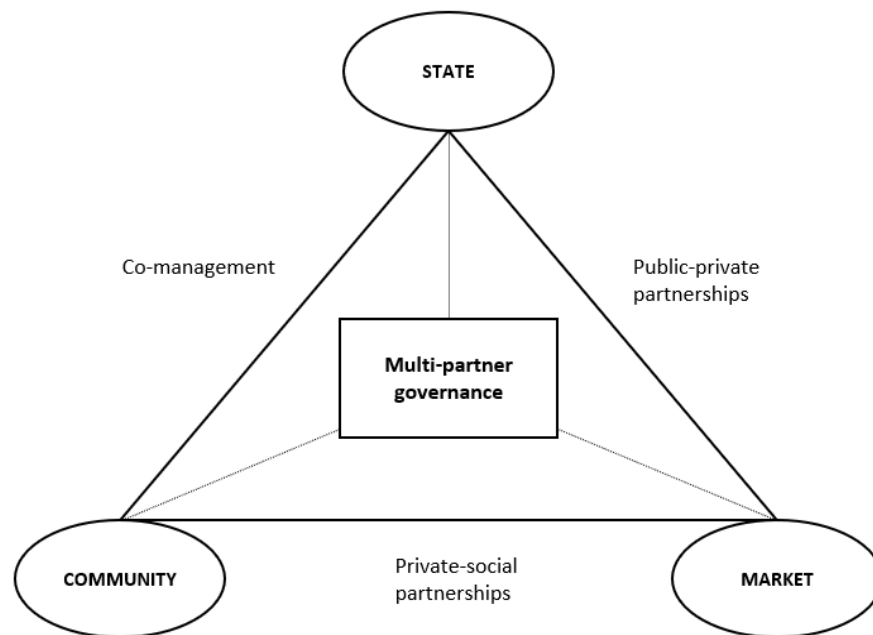 STATE
Co-management
Public-private
partnerships
Multi-partner
governance
COMMUNITY
Private-social
partnerships
MARKET